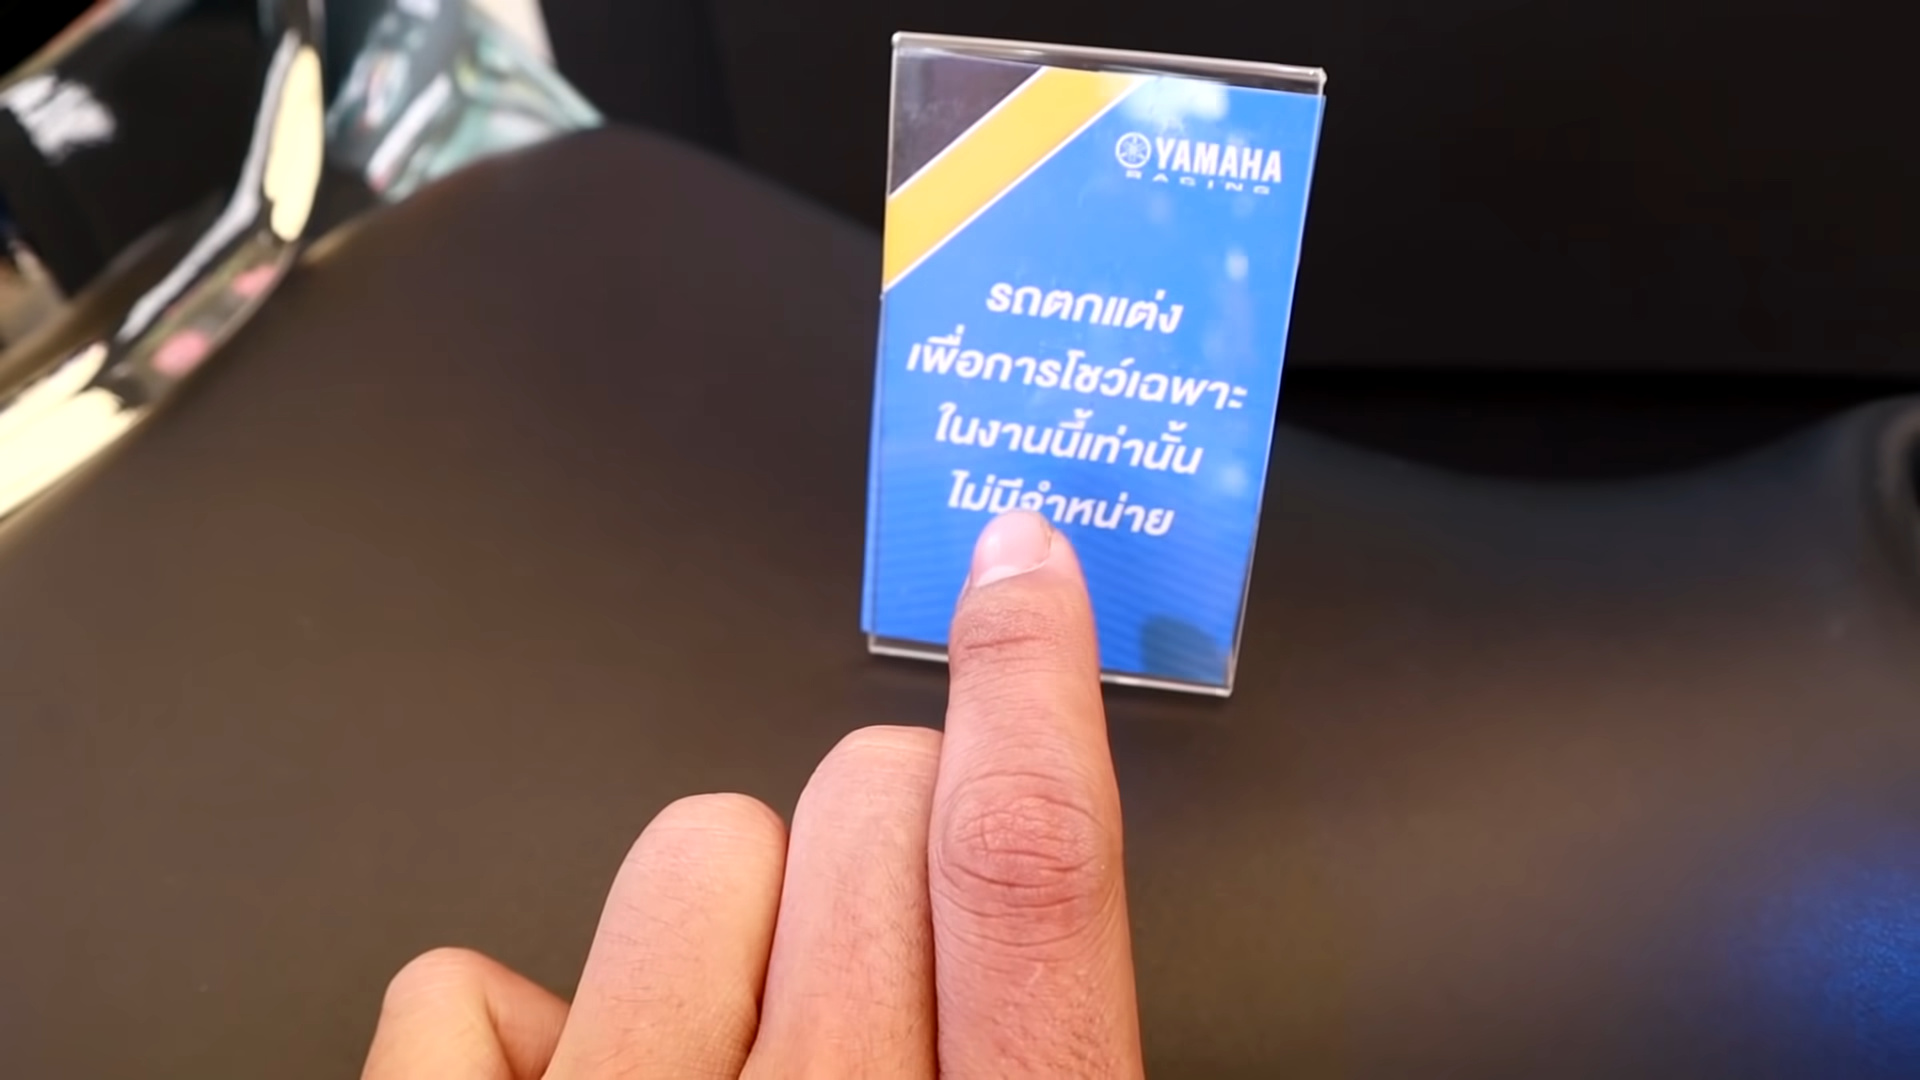 YAMAHA
RACING
รถตกแต่ง
เพื่อการโชว์เฉพาะ
ในงานนี้เท่านั้น
ไม่มีจำหน่าย